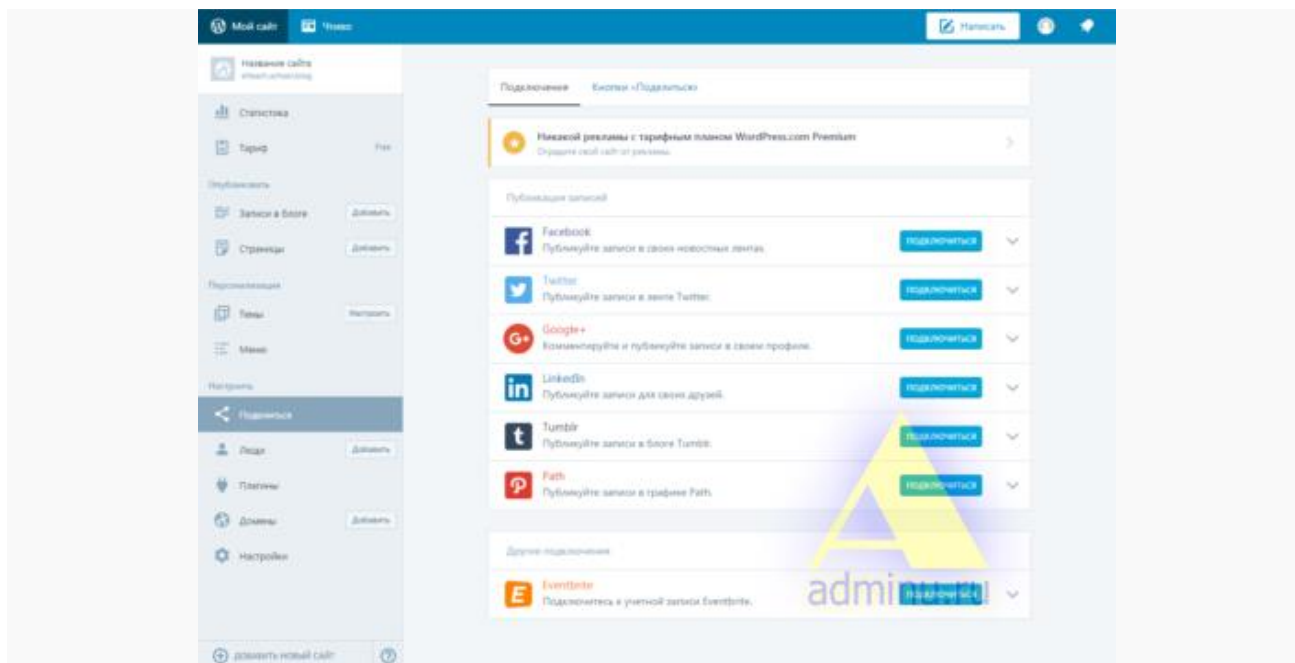 Мой сайт
Чтиво
Написать
Название сайта
Статистика
Тариф
Free
Опубликовать
Записи в блоге
Добавить
Страницы
Добавить
Персонализация
Темы
Настроить
Меню
Настроить
Поделиться
Люди
Добавить
Плагины
Домены
Добавить
Настройки
ДОБАВИТЬ НОВЫЙ САЙТ
Подключения
Кнопки «Поделиться»
Никакой рекламы с тарифным планом WordPress.com Premium
Оградите свой сайт от рекламы.
Публикация записей
Facebook
Публикуйте записи в своих новостных лентах.
ПОДКЛЮЧИТЬСЯ
Twitter
Публикуйте записи в ленте Twitter.
ПОДКЛЮЧИТЬСЯ
Google+
Комментируйте и публикуйте записи в своем профиле.
ПОДКЛЮЧИТЬСЯ
LinkedIn
Публикуйте записи для своих друзей.
ПОДКЛЮЧИТЬСЯ
Tumblr
Публикуйте записи в блоге Tumblr.
ПОДКЛЮЧИТЬСЯ
Path
Публикуйте записи в графике Path.
ПОДКЛЮЧИТЬСЯ
Другие подключения
Eventbrite
Подключитесь к учетной записи Eventbrite.
ПОДКЛЮЧИТЬСЯ
adminu.ru